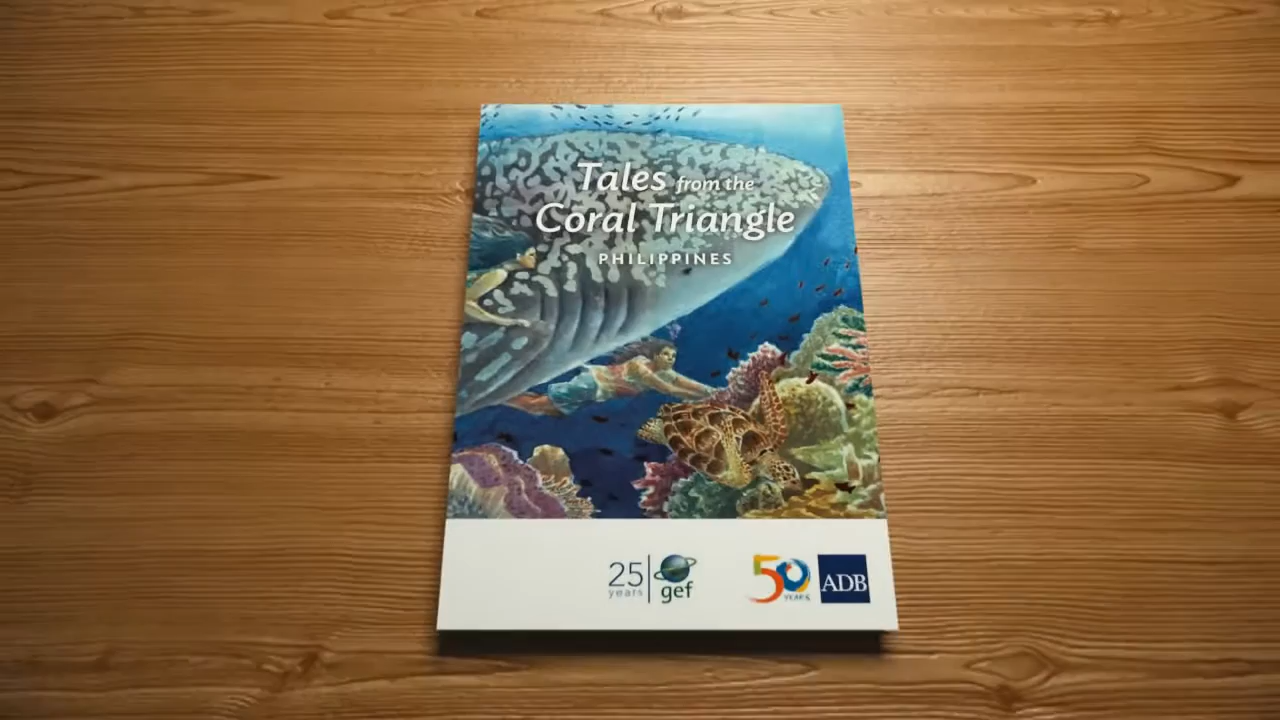 Tales from the
Coral Triangle
PHILIPPINES
25 years
gef
50 YEARS
ADB